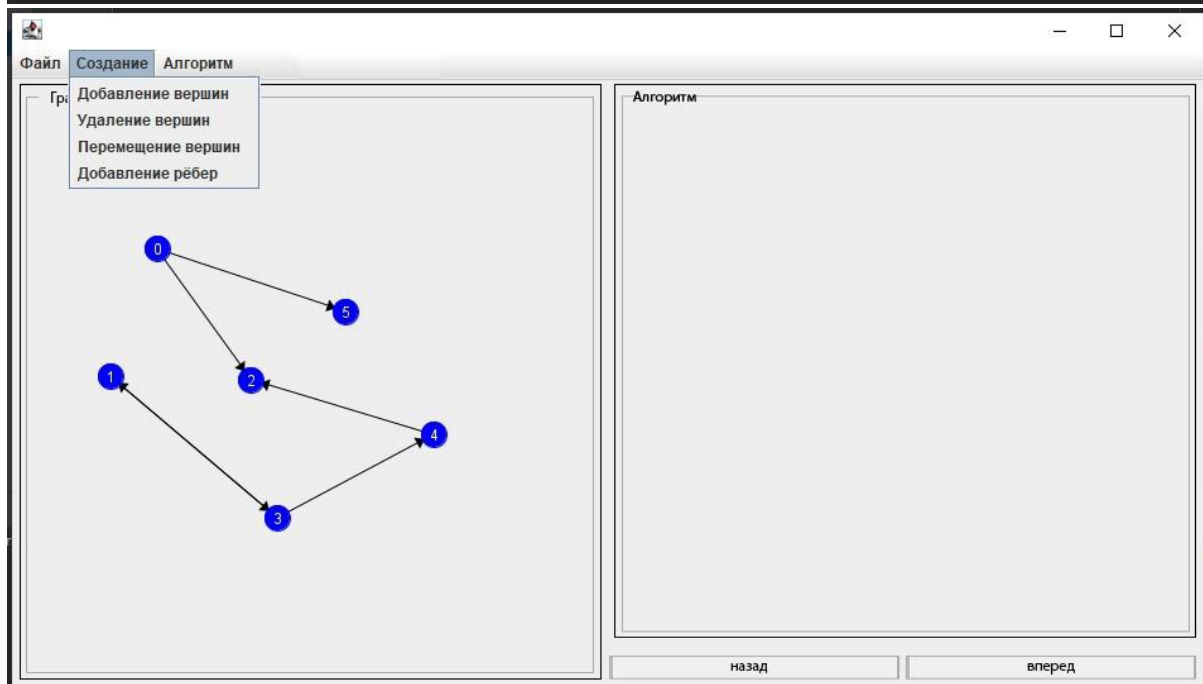 Файл Создание Алгоритм
Добавление вершин
Удаление вершин
Перемещение вершин
Добавление рёбер
Алгоритм
0
5
1
2
4
3
назад вперед